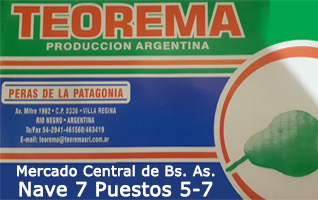 TEOREMA
PRODUCCION ARGENTINA
PERAS DE LA PATAGONIA
Av. Mitre 1962 - C.P. 8336 - VILLA REGINA
RIO NEGRO - ARGENTINA
Te/Fax 54-2941-461560/463419
E-mail: teorema@teoremasrl.com.ar
Mercado Central de Bs. As.
Nave 7 Puestos 5-7